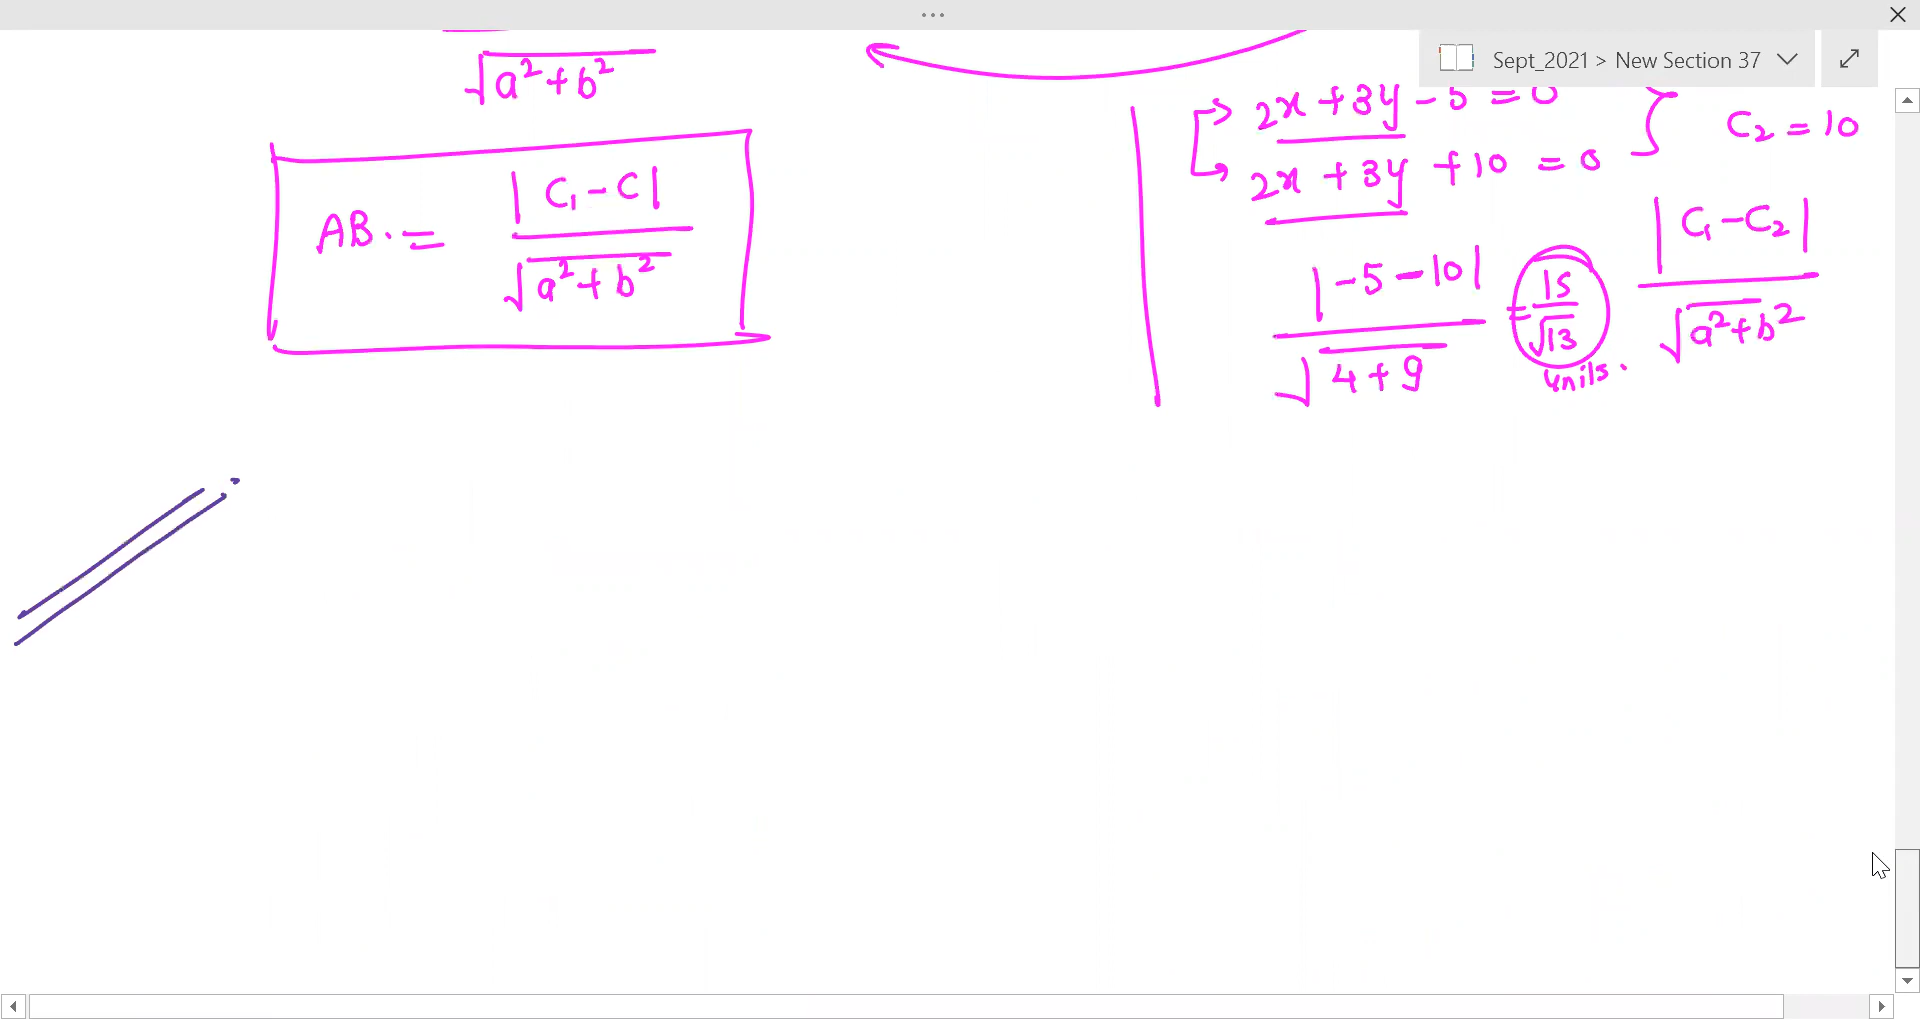 Sept_2021 > New Section 37
√a²+b²
AB. = |C₁-C| / √a²+b²
2x+3y-5=0
2x+3y+10=0
C₂=10
|-5-10| / √4+9 = 15/√13 units.
|C₁-C₂| / √a²+b²